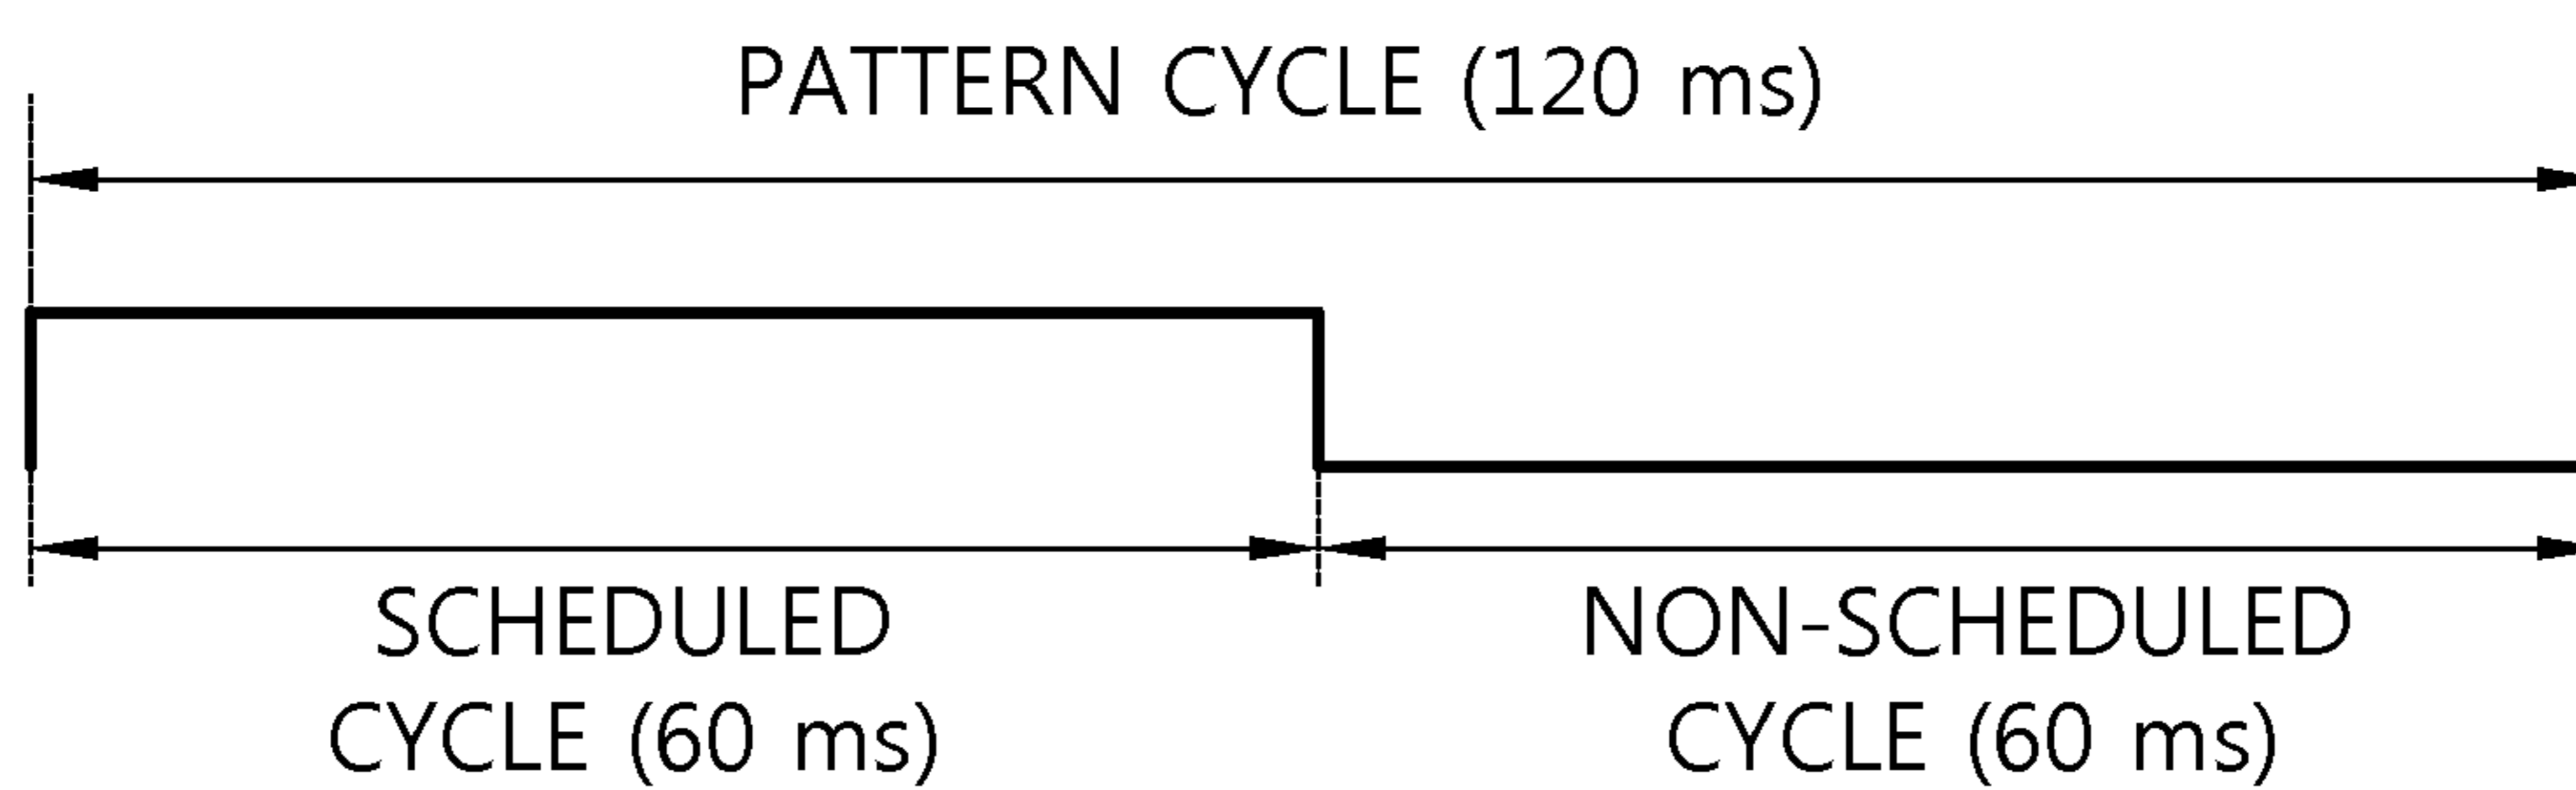 PATTERN CYCLE (120 ms)
SCHEDULED
CYCLE (60 ms)
NON-SCHEDULED
CYCLE (60 ms)